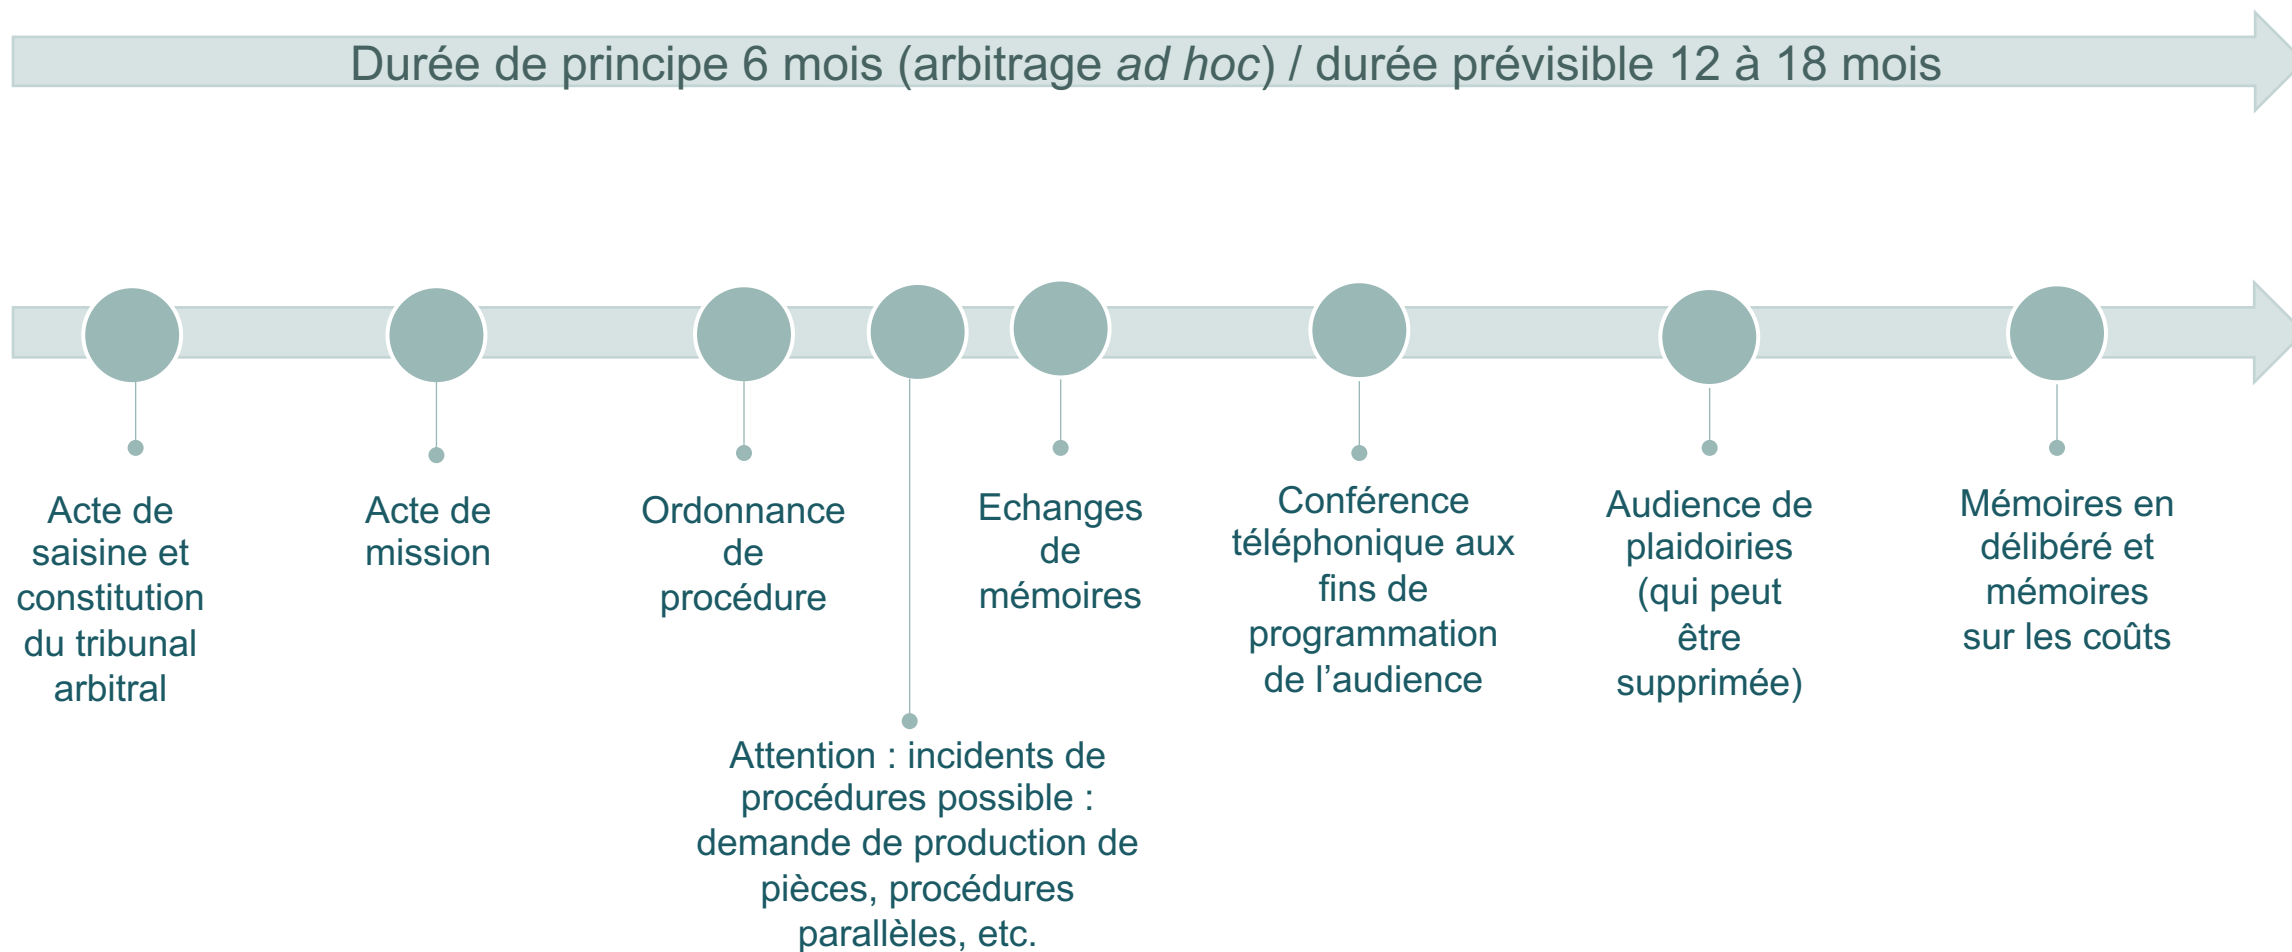 Durée de principe 6 mois (arbitrage ad hoc) / durée prévisible 12 à 18 mois
Acte de
saisine et
constitution
du tribunal
arbitral
Acte de
mission
Ordonnance
de
procédure
Attention : incidents de
procédures possible :
demande de production de
pièces, procédures
parallèles, etc.
Echanges
de
mémoires
Conférence
téléphonique aux
fins de
programmation
de l’audience
Audience de
plaidoiries
(qui peut
être
supprimée)
Mémoires en
délibéré et
mémoires
sur les coûts